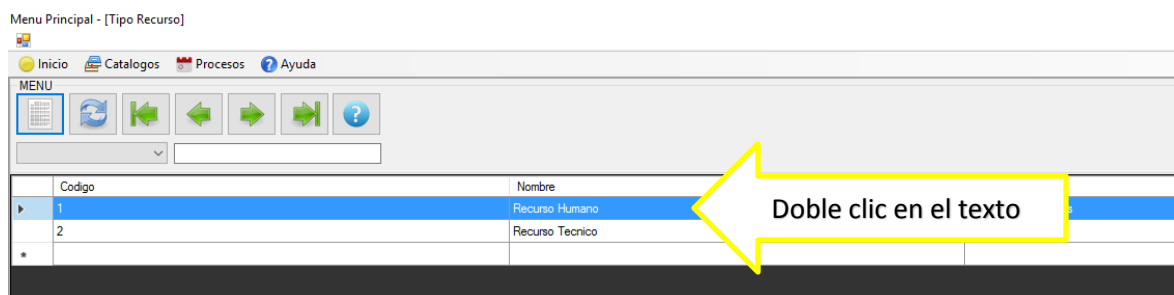 Menu Principal - [Tipo Recurso]
Inicio Catalogos Procesos Ayuda
MENU
Codigo Nombre
1 Recurso Humano
Doble clic en el texto
2 Recurso Tecnico